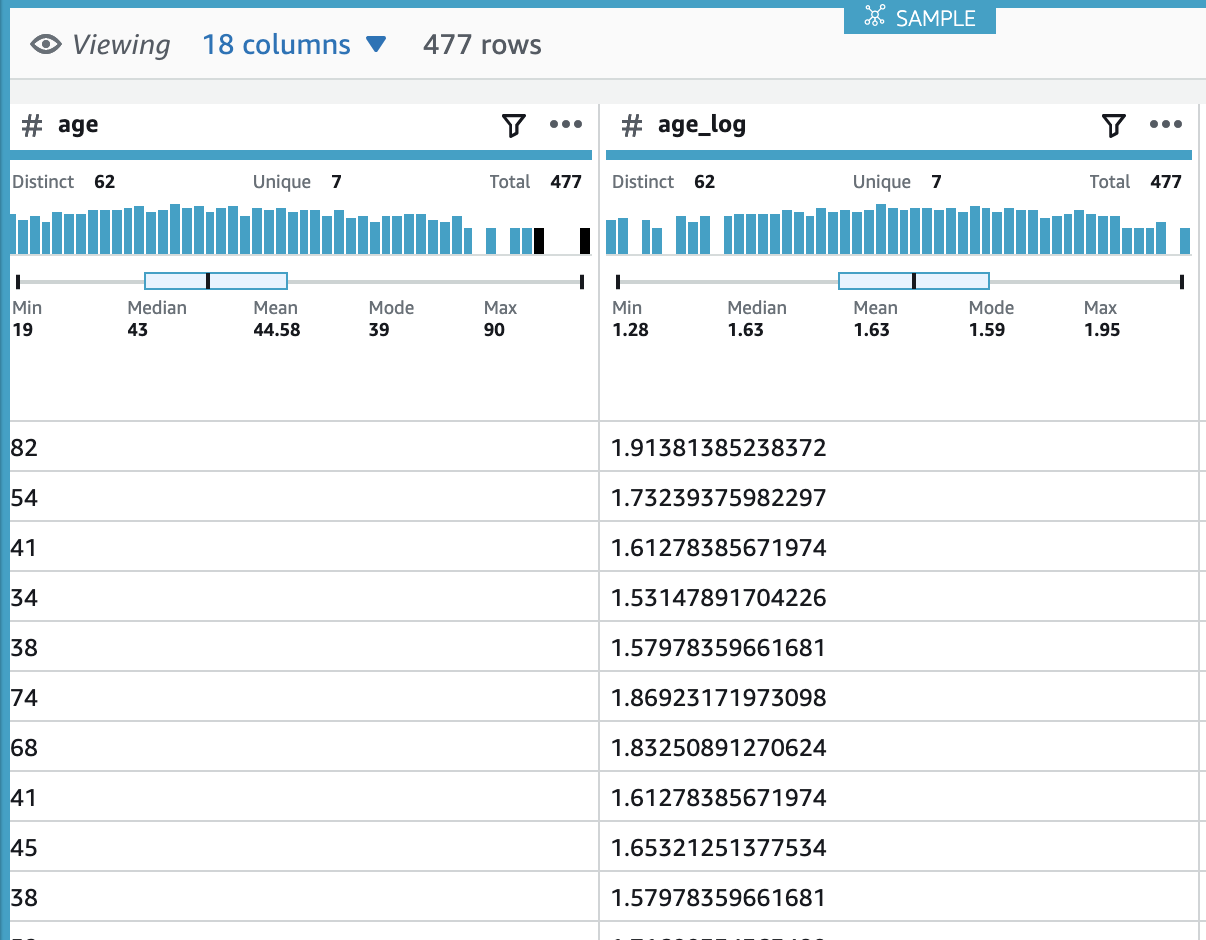 SAMPLE
Viewing 18 columns 477 rows
# age # age_log
Distinct 62 Unique 7 Total 477 Distinct 62 Unique 7 Total 477
Min Median Mean Mode Max Min Median Mean Mode Max
19 43 44.58 39 90 1.28 1.63 1.63 1.59 1.95
82 1.91381385238372
54 1.73239375982297
41 1.61278385671974
34 1.53147891704226
38 1.57978359661681
74 1.86923171973098
68 1.83250891270624
41 1.61278385671974
45 1.65321251377534
38 1.57978359661681